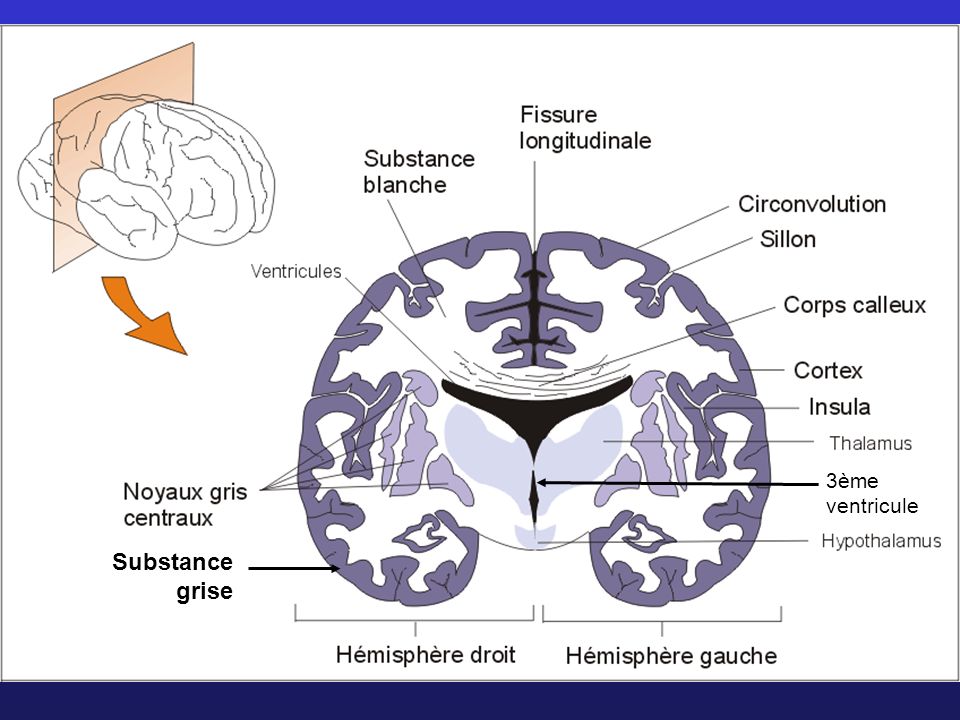 Fissure
longitudinale
Substance
blanche
Circonvolution
Sillon
Ventricules
Corps calleux
Cortex
Insula
Thalamus
3ème
ventricule
Noyaux gris
centraux
Hypothalamus
Substance
grise
Hémisphère droit
Hémisphère gauche